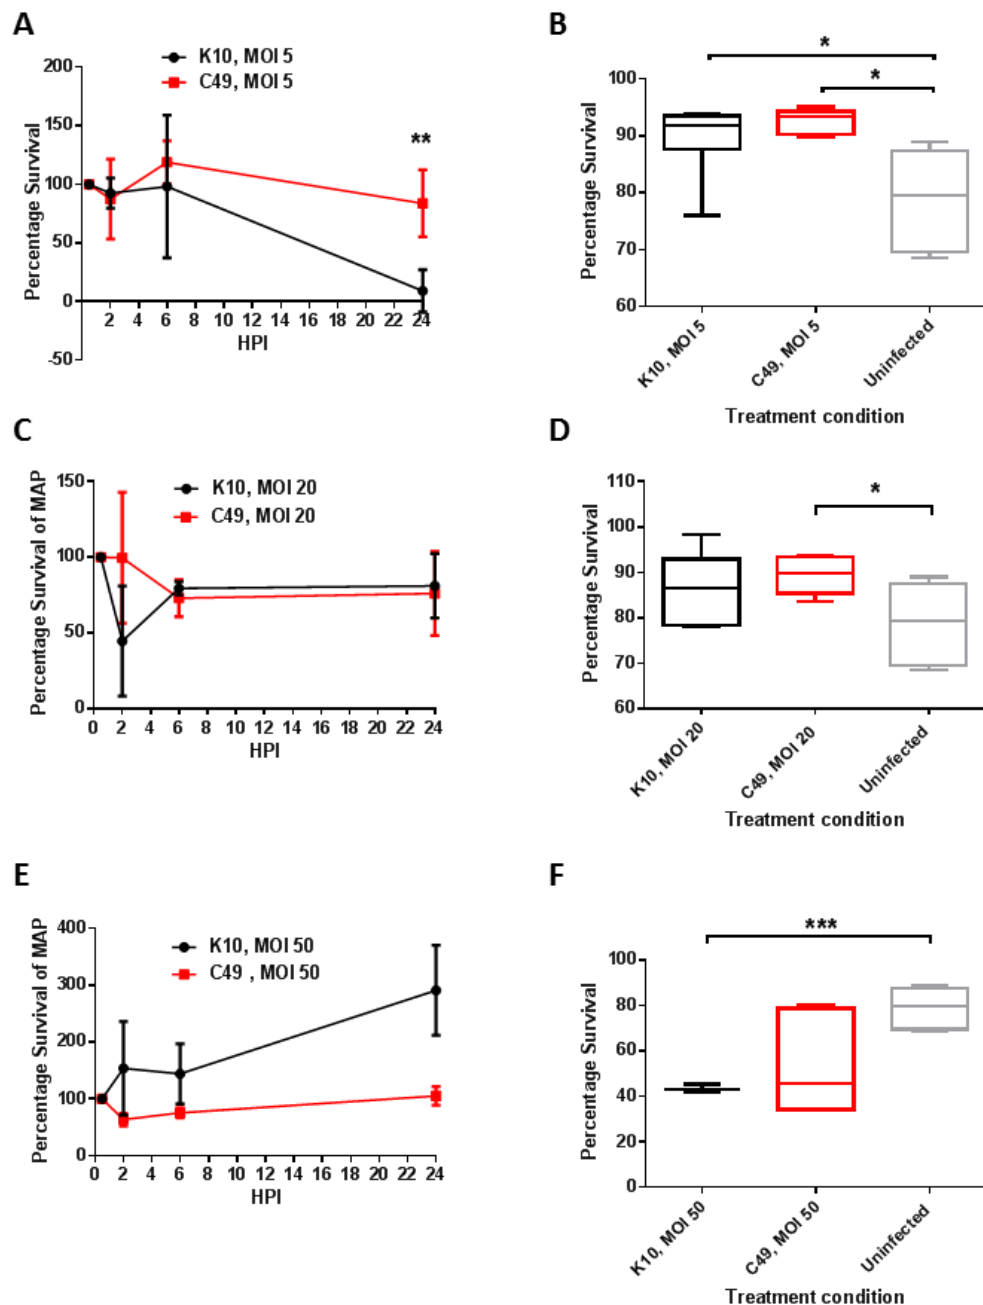 A
K10, MOI 5
C49, MOI 5
Percentage Survival
200
150
100
50
0
-50
**
2 4 6 8 10 12 14 16 18 20 22 24
HPI
B
Percentage Survival
100
90
80
70
60
*
*
K10, MOI 5
C49, MOI 5
Uninfected
Treatment condition
C
K10, MOI 20
C49, MOI 20
Percentage Survival of MAP
150
100
50
0
0 2 4 6 8 10 12 14 16 18 20 22 24
HPI
D
Percentage Survival
110
100
90
80
70
60
*
K10, MOI 20
C49, MOI 20
Uninfected
Treatment condition
E
K10, MOI 50
C49 , MOI 50
Percentage Survival of MAP
400
300
200
100
0
0 2 4 6 8 10 12 14 16 18 20 22 24
HPI
F
Percentage Survival
100
80
60
40
20
0
***
K10, MOI 50
C49, MOI 50
Uninfected
Treatment condition